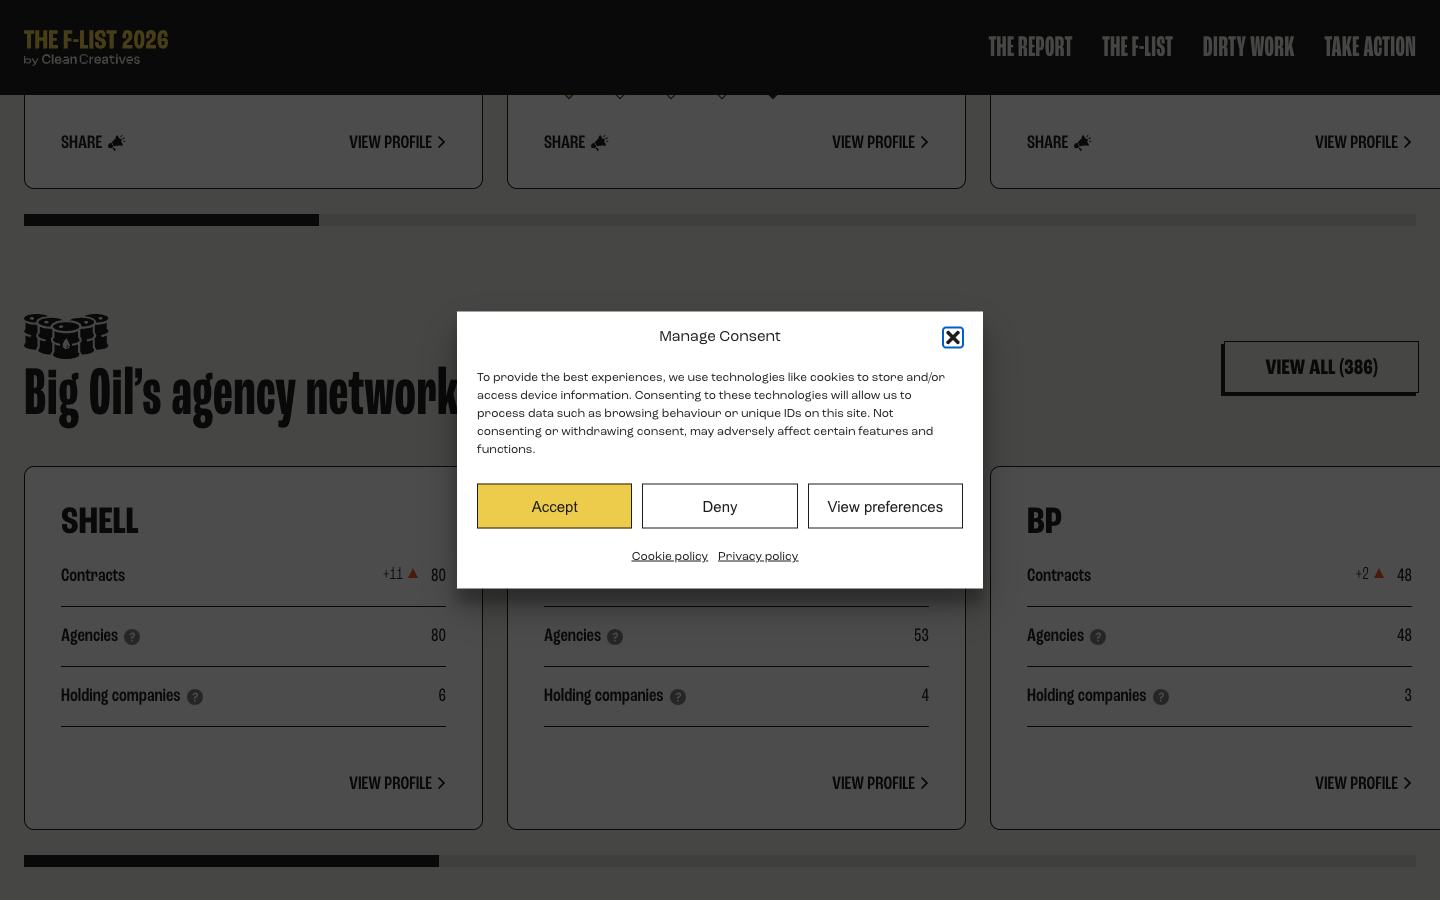 THE F-LIST 2026
by Clean Creatives
THE REPORT
THE F-LIST
DIRTY WORK
TAKE ACTION
SHARE
VIEW PROFILE
SHARE
VIEW PROFILE
SHARE
VIEW PROFILE
Big Oil's agency network
VIEW ALL (386)
Manage Consent
To provide the best experiences, we use technologies like cookies to store and/or
access device information. Consenting to these technologies will allow us to
process data such as browsing behaviour or unique IDs on this site. Not
consenting or withdrawing consent, may adversely affect certain features and
functions.
Accept
Deny
View preferences
Cookie policy
Privacy policy
SHELL
Contracts
+11
80
Agencies ?
80
Holding companies ?
6
VIEW PROFILE
Agencies ?
53
Holding companies ?
4
VIEW PROFILE
BP
Contracts
+2
48
Agencies ?
48
Holding companies ?
3
VIEW PROFILE